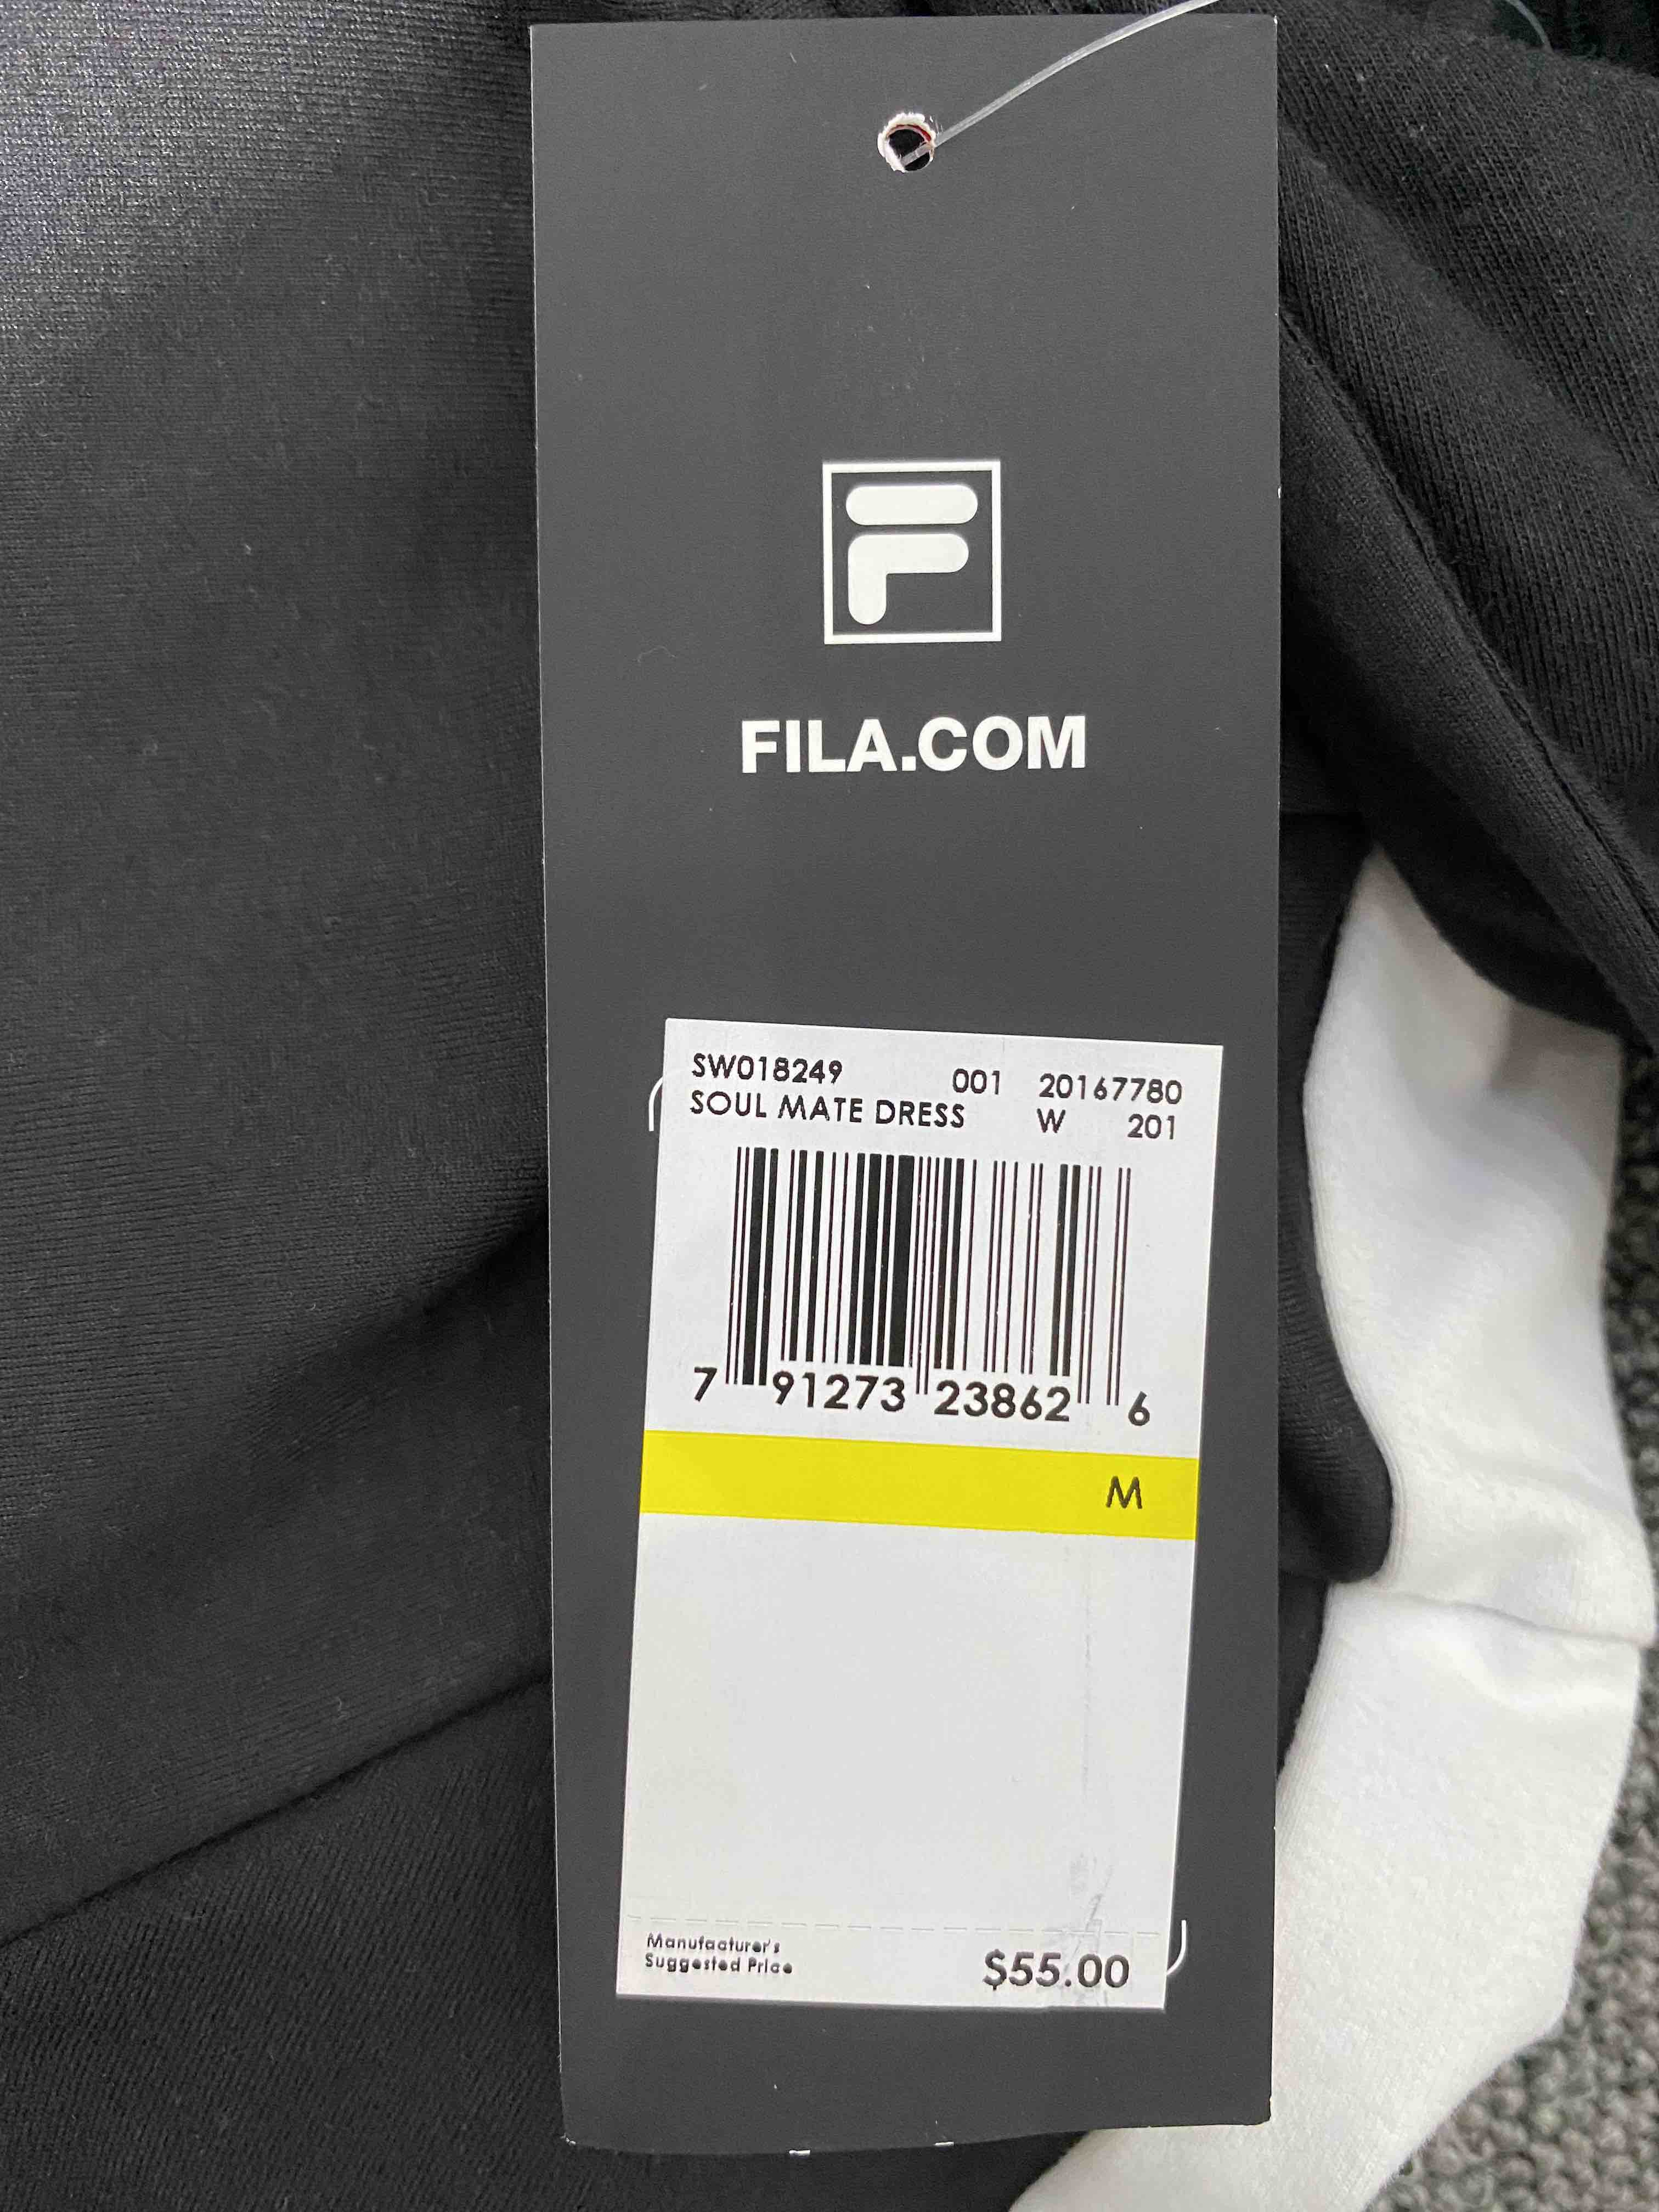 F
FILA.COM
SW018249 001 20167780
SOUL MATE DRESS W 201
7 91273 23862 6
M
Manufacturer's
Suggested Price $55.00